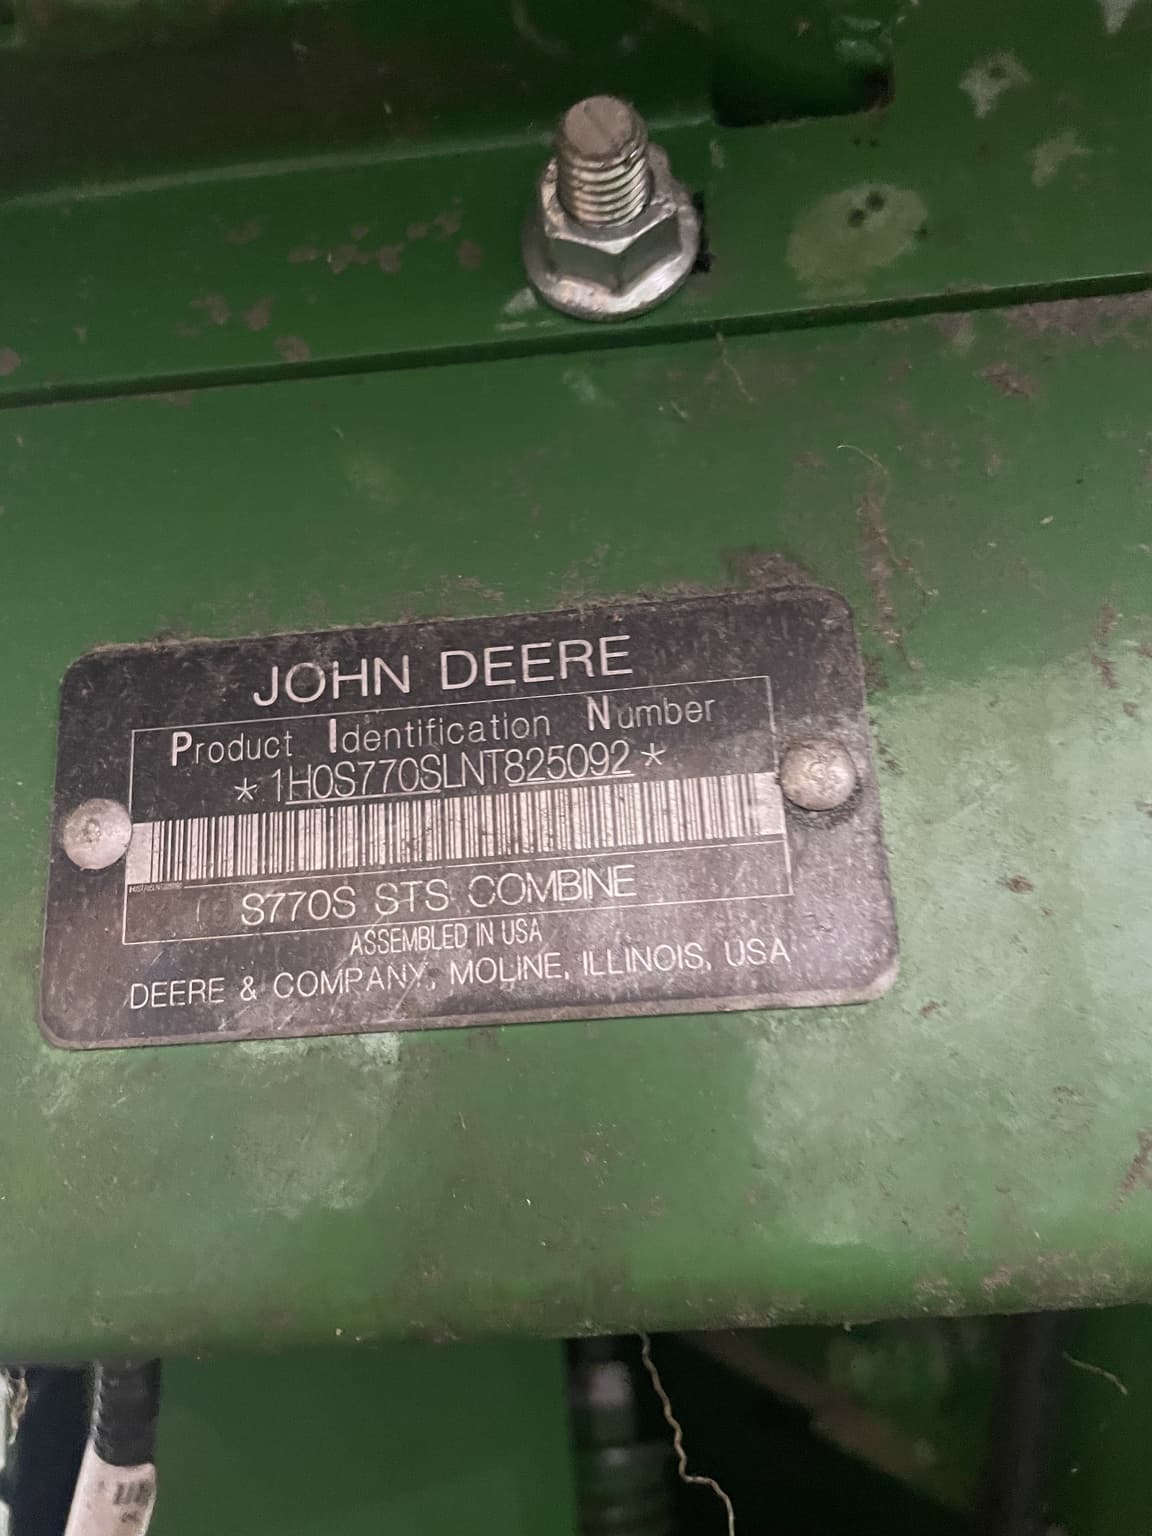 JOHN DEERE
Product Identification Number
*1H0S770SLNT825092*
S770S STS COMBINE
ASSEMBLED IN USA
DEERE & COMPANY, MOLINE, ILLINOIS, USA